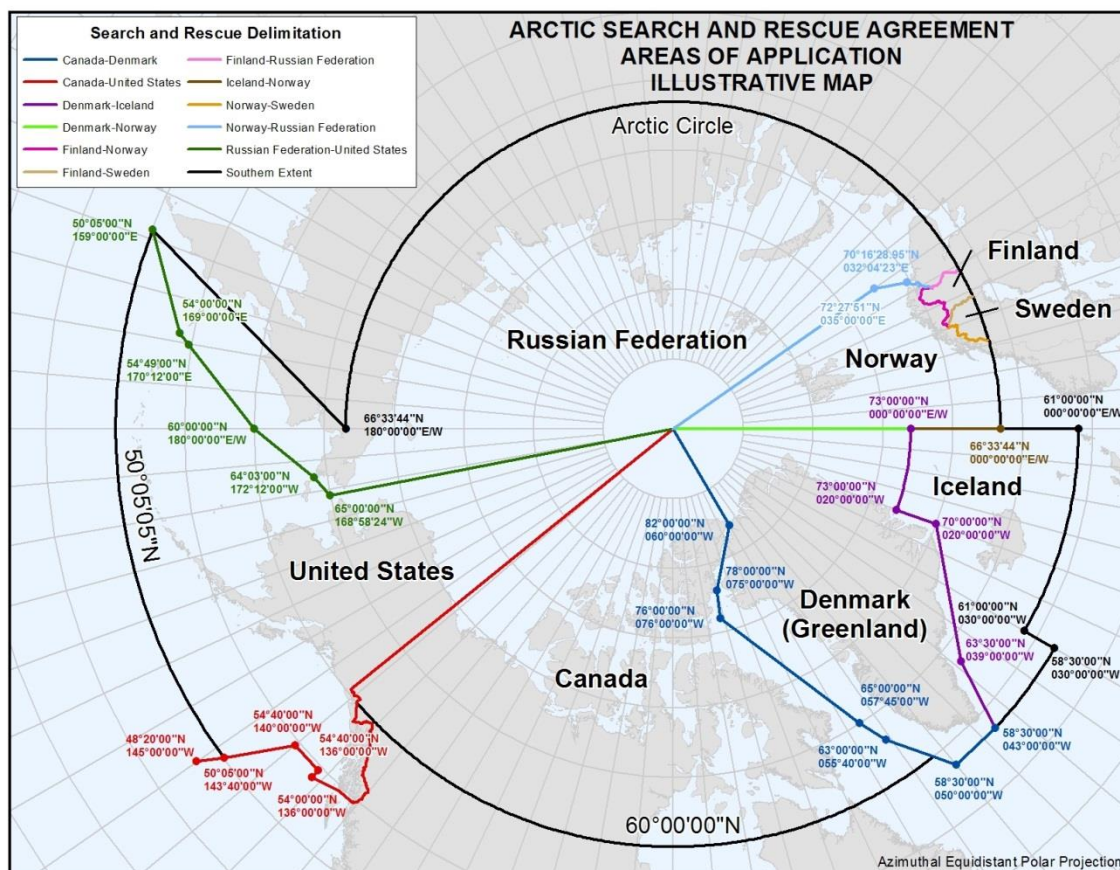 ARCTIC SEARCH AND RESCUE AGREEMENT
AREAS OF APPLICATION
ILLUSTRATIVE MAP
Search and Rescue Delimitation
Canada-Denmark
Canada-United States
Denmark-Iceland
Denmark-Norway
Finland-Norway
Finland-Sweden
Finland-Russian Federation
Iceland-Norway
Norway-Sweden
Norway-Russian Federation
Russian Federation-United States
Southern Extent
Arctic Circle
50°05'00"N
159°00'00"E
54°00'00"N
169°00'00"E
54°49'00"N
170°12'00"E
60°00'00"N
180°00'00"E/W
64°03'00"N
172°12'00"W
65°00'00"N
168°58'24"W
66°33'44"N
180°00'00"E/W
50°05'05"N
Russian Federation
70°16'28.95"N
032°04'23"E
72°27'51"N
035°00'00"E
Finland
Sweden
Norway
73°00'00"N
000°00'00"E/W
61°00'00"N
000°00'00"E/W
66°33'44"N
000°00'00"E/W
Iceland
73°00'00"N
020°00'00"W
70°00'00"N
020°00'00"W
82°00'00"N
060°00'00"W
78°00'00"N
075°00'00"W
76°00'00"N
076°00'00"W
Denmark
(Greenland)
61°00'00"N
030°00'00"W
63°30'00"N
039°00'00"W
58°30'00"N
030°00'00"W
United States
Canada
65°00'00"N
057°45'00"W
63°00'00"N
055°40'00"W
58°30'00"N
043°00'00"W
58°30'00"N
050°00'00"W
54°40'00"N
140°00'00"W
54°40'00"N
136°00'00"W
48°20'00"N
145°00'00"W
50°05'00"N
143°40'00"W
54°00'00"N
136°00'00"W
60°00'00"N
Azimuthal Equidistant Polar Projection